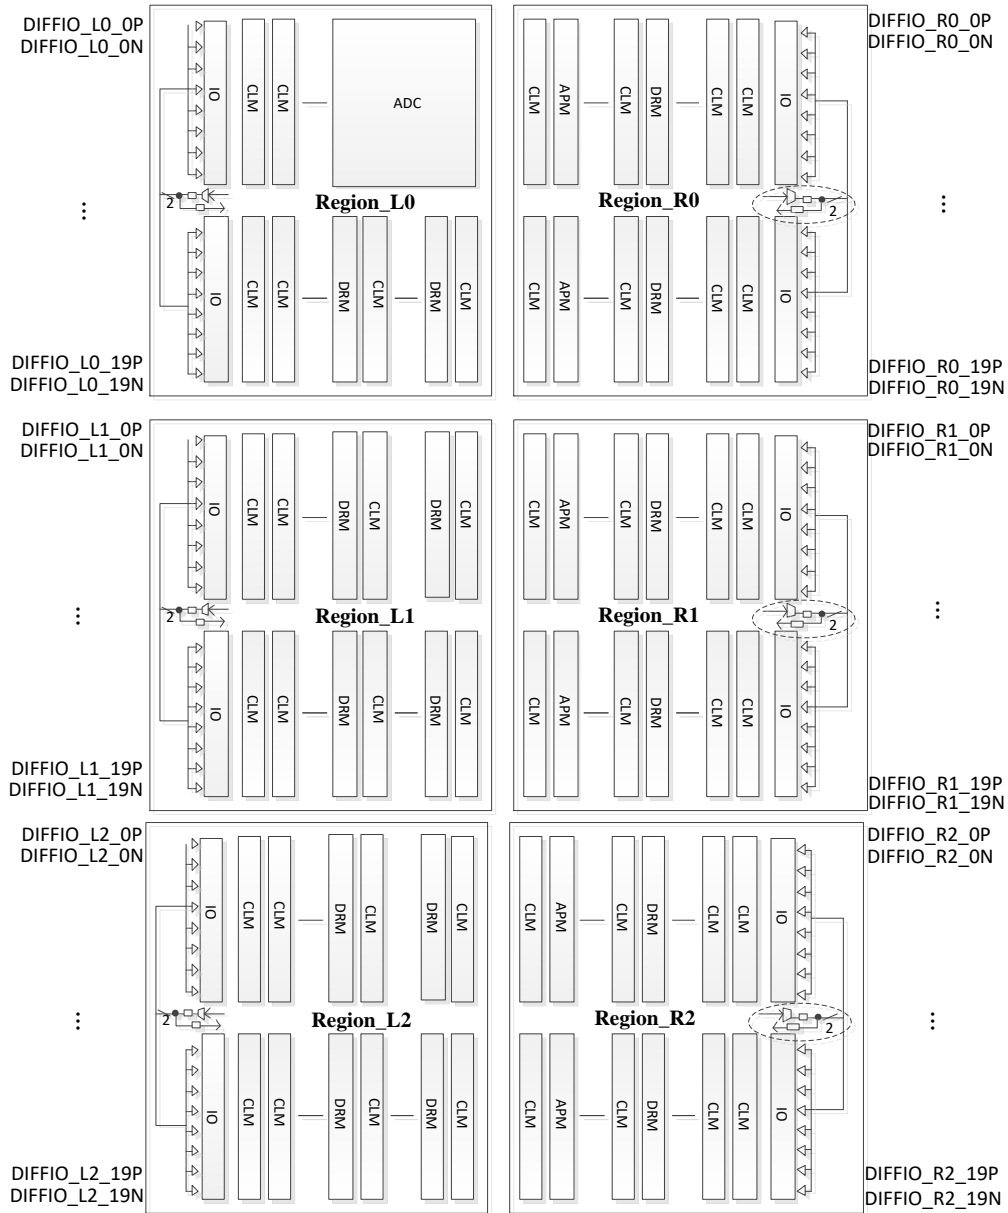 DIFFIO_L0_0P
DIFFIO_L0_0N
IO
CLM
CLM
ADC
Region_L0
2
⋮
IO
CLM
CLM
DRM
CLM
DRM
CLM
DIFFIO_L0_19P
DIFFIO_L0_19N
DIFFIO_R0_0P
DIFFIO_R0_0N
CLM
APM
CLM
DRM
CLM
CLM
IO
Region_R0
2
⋮
CLM
APM
CLM
DRM
CLM
CLM
IO
DIFFIO_R0_19P
DIFFIO_R0_19N
DIFFIO_L1_0P
DIFFIO_L1_0N
IO
CLM
CLM
DRM
CLM
DRM
CLM
Region_L1
2
⋮
IO
CLM
CLM
DRM
CLM
DRM
CLM
DIFFIO_L1_19P
DIFFIO_L1_19N
DIFFIO_R1_0P
DIFFIO_R1_0N
CLM
APM
CLM
DRM
CLM
CLM
IO
Region_R1
2
⋮
CLM
APM
CLM
DRM
CLM
CLM
IO
DIFFIO_R1_19P
DIFFIO_R1_19N
DIFFIO_L2_0P
DIFFIO_L2_0N
IO
CLM
CLM
DRM
CLM
DRM
CLM
Region_L2
2
⋮
IO
CLM
CLM
DRM
CLM
DRM
CLM
DIFFIO_L2_19P
DIFFIO_L2_19N
DIFFIO_R2_0P
DIFFIO_R2_0N
CLM
APM
CLM
DRM
CLM
CLM
IO
Region_R2
2
⋮
CLM
APM
CLM
DRM
CLM
CLM
IO
DIFFIO_R2_19P
DIFFIO_R2_19N